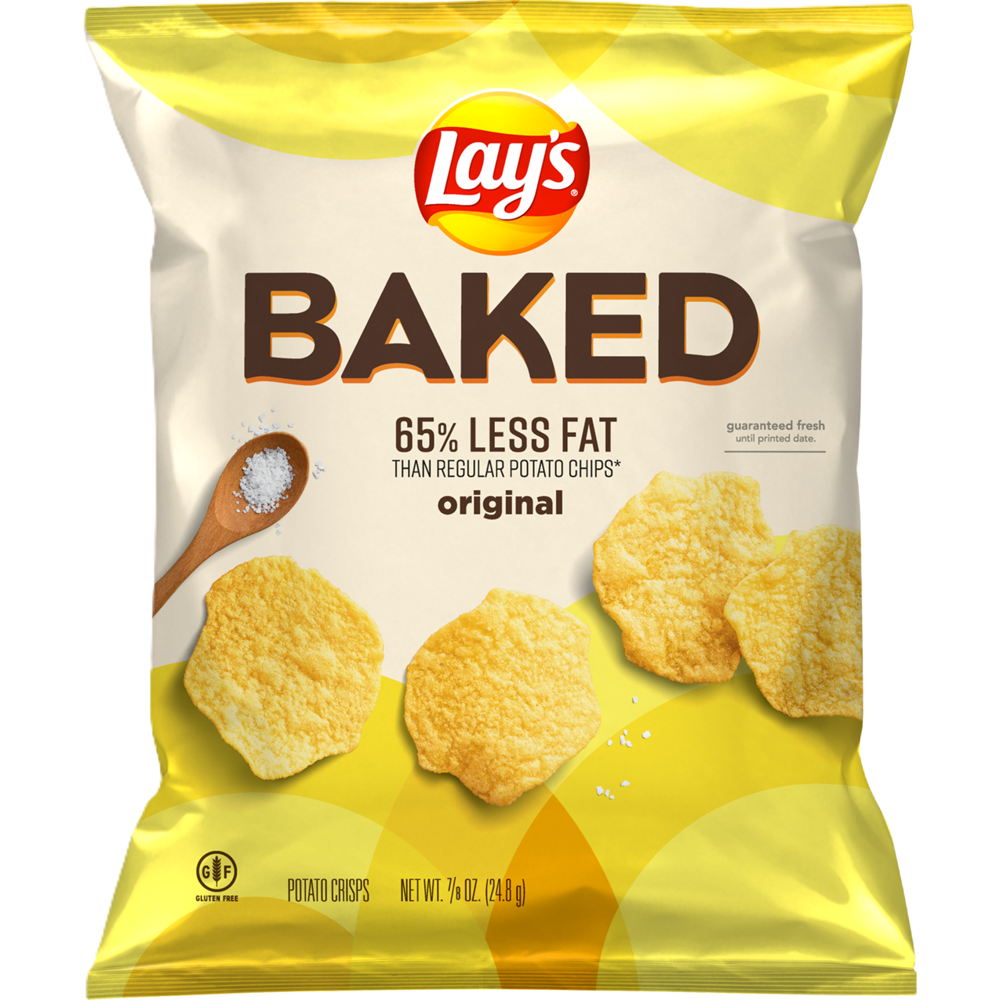 Lay's®
BAKED
65% LESS FAT
THAN REGULAR POTATO CHIPS*
original
guaranteed fresh
until printed date.
G F
GLUTEN FREE
POTATO CRISPS NET WT. 7/8 OZ. (24.8 g)